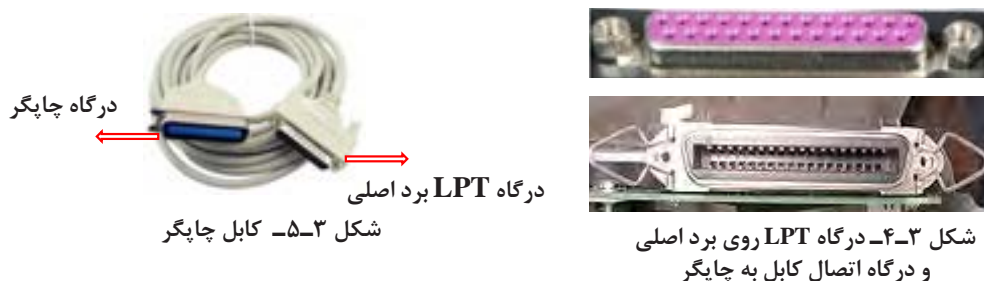 درگاه چاپگر
درگاه LPT برد اصلی
شکل ۳ـ۵ـ کابل چاپگر
شکل ۳ـ۴ـ درگاه LPT روی برد اصلی
و درگاه اتصال کابل به چاپگر